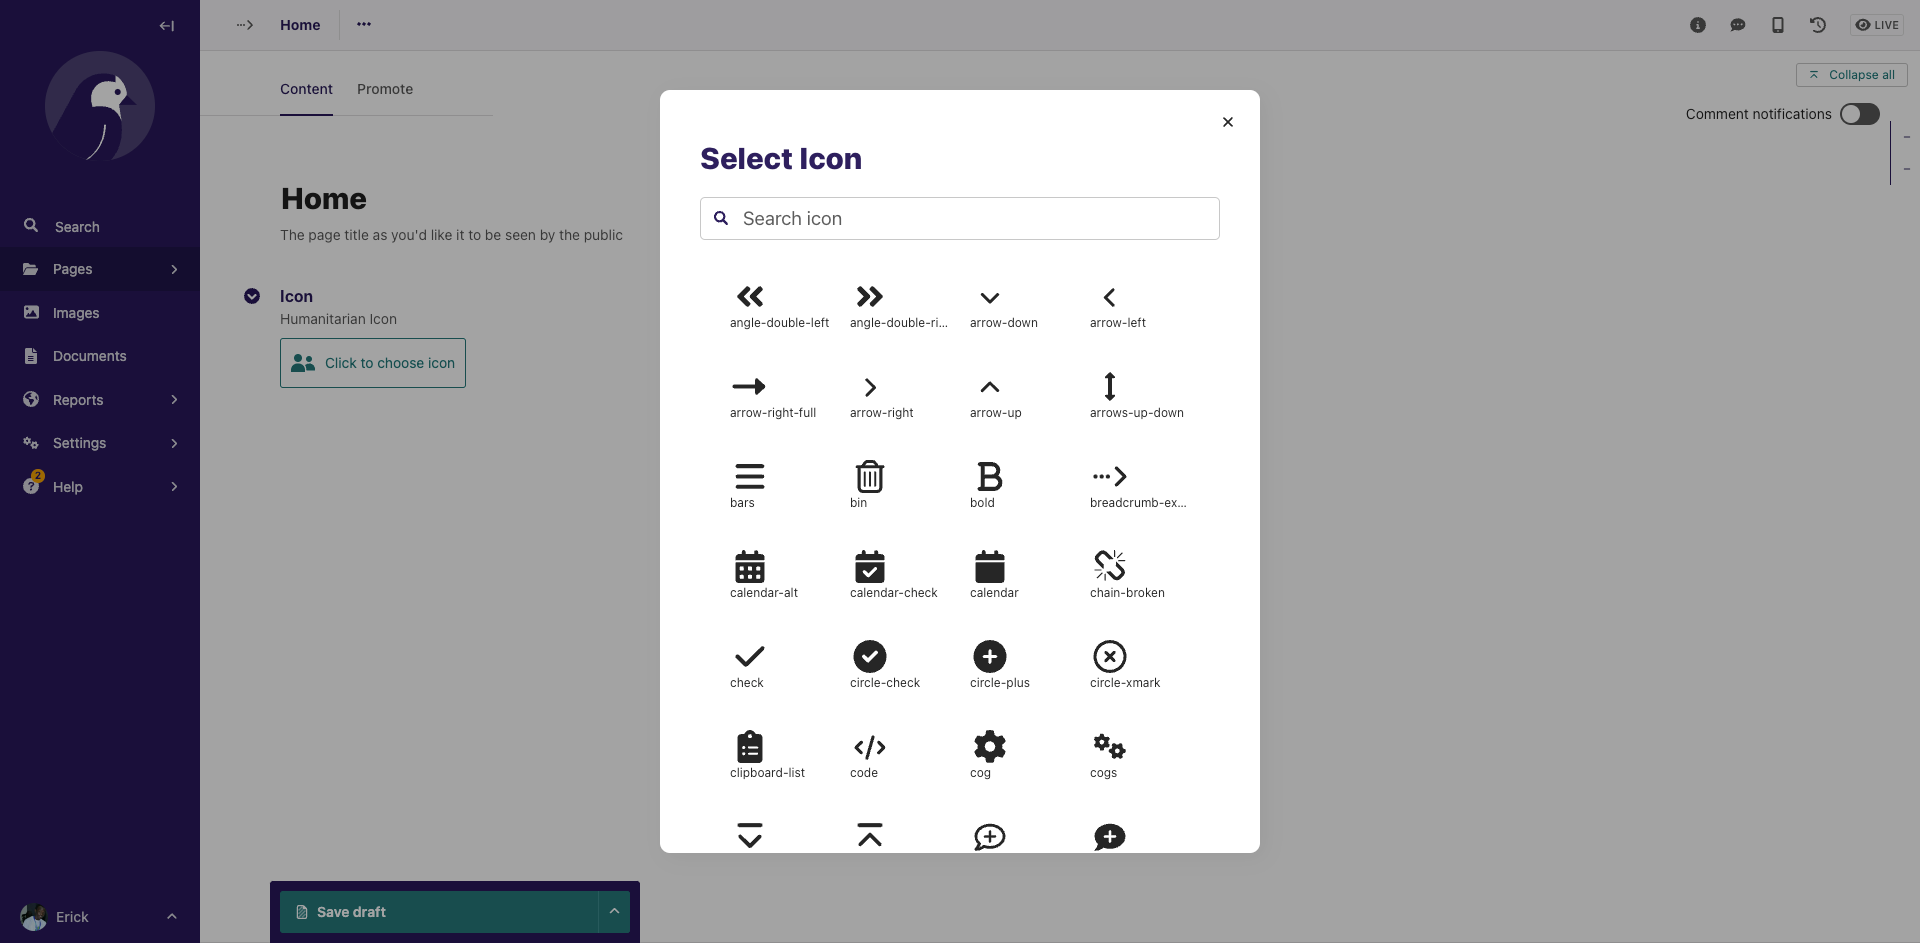 Home
LIVE
Content
Promote
Collapse all
Comment notifications
Home
The page title as you'd like it to be seen by the public
Icon
Humanitarian Icon
Click to choose icon
Search
Pages
Images
Documents
Reports
Settings
2
Help
Erick
Save draft
Select Icon
Search icon
angle-double-left
angle-double-ri...
arrow-down
arrow-left
arrow-right-full
arrow-right
arrow-up
arrows-up-down
bars
bin
bold
breadcrumb-ex...
calendar-alt
calendar-check
calendar
chain-broken
check
circle-check
circle-plus
circle-xmark
clipboard-list
code
cog
cogs